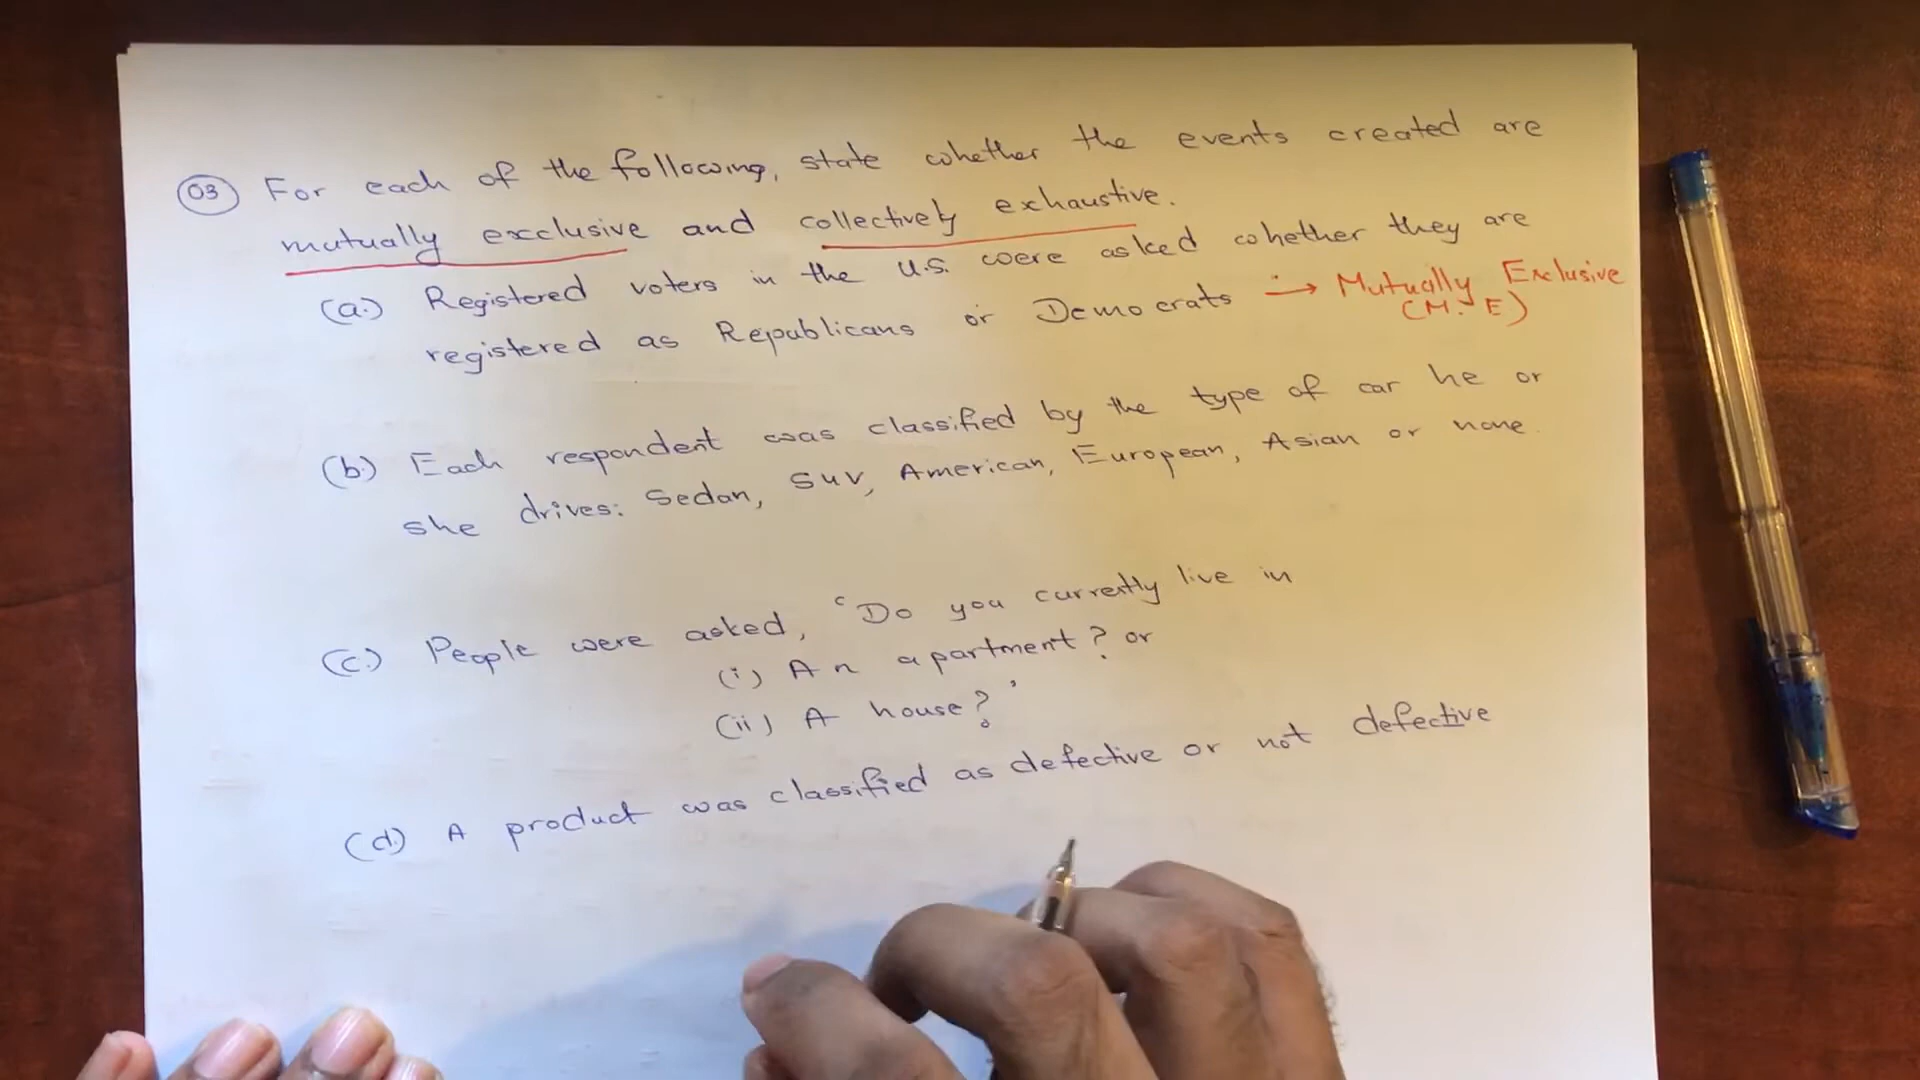 03 For each of the following, state whether the events created are
mutually exclusive and collectively exhaustive.
(a.) Registered voters in the U.S. were asked whether they are
registered as Republicans or Democrats → Mutually Exclusive
(M. E)
(b.) Each respondent was classified by the type of car he or
she drives: Sedan, SUV, American, European, Asian or none.
(c.) People were asked, ‘Do you currently live in
(i) An apartment? or
(ii) A house?’
(d.) A product was classified as defective or not defective